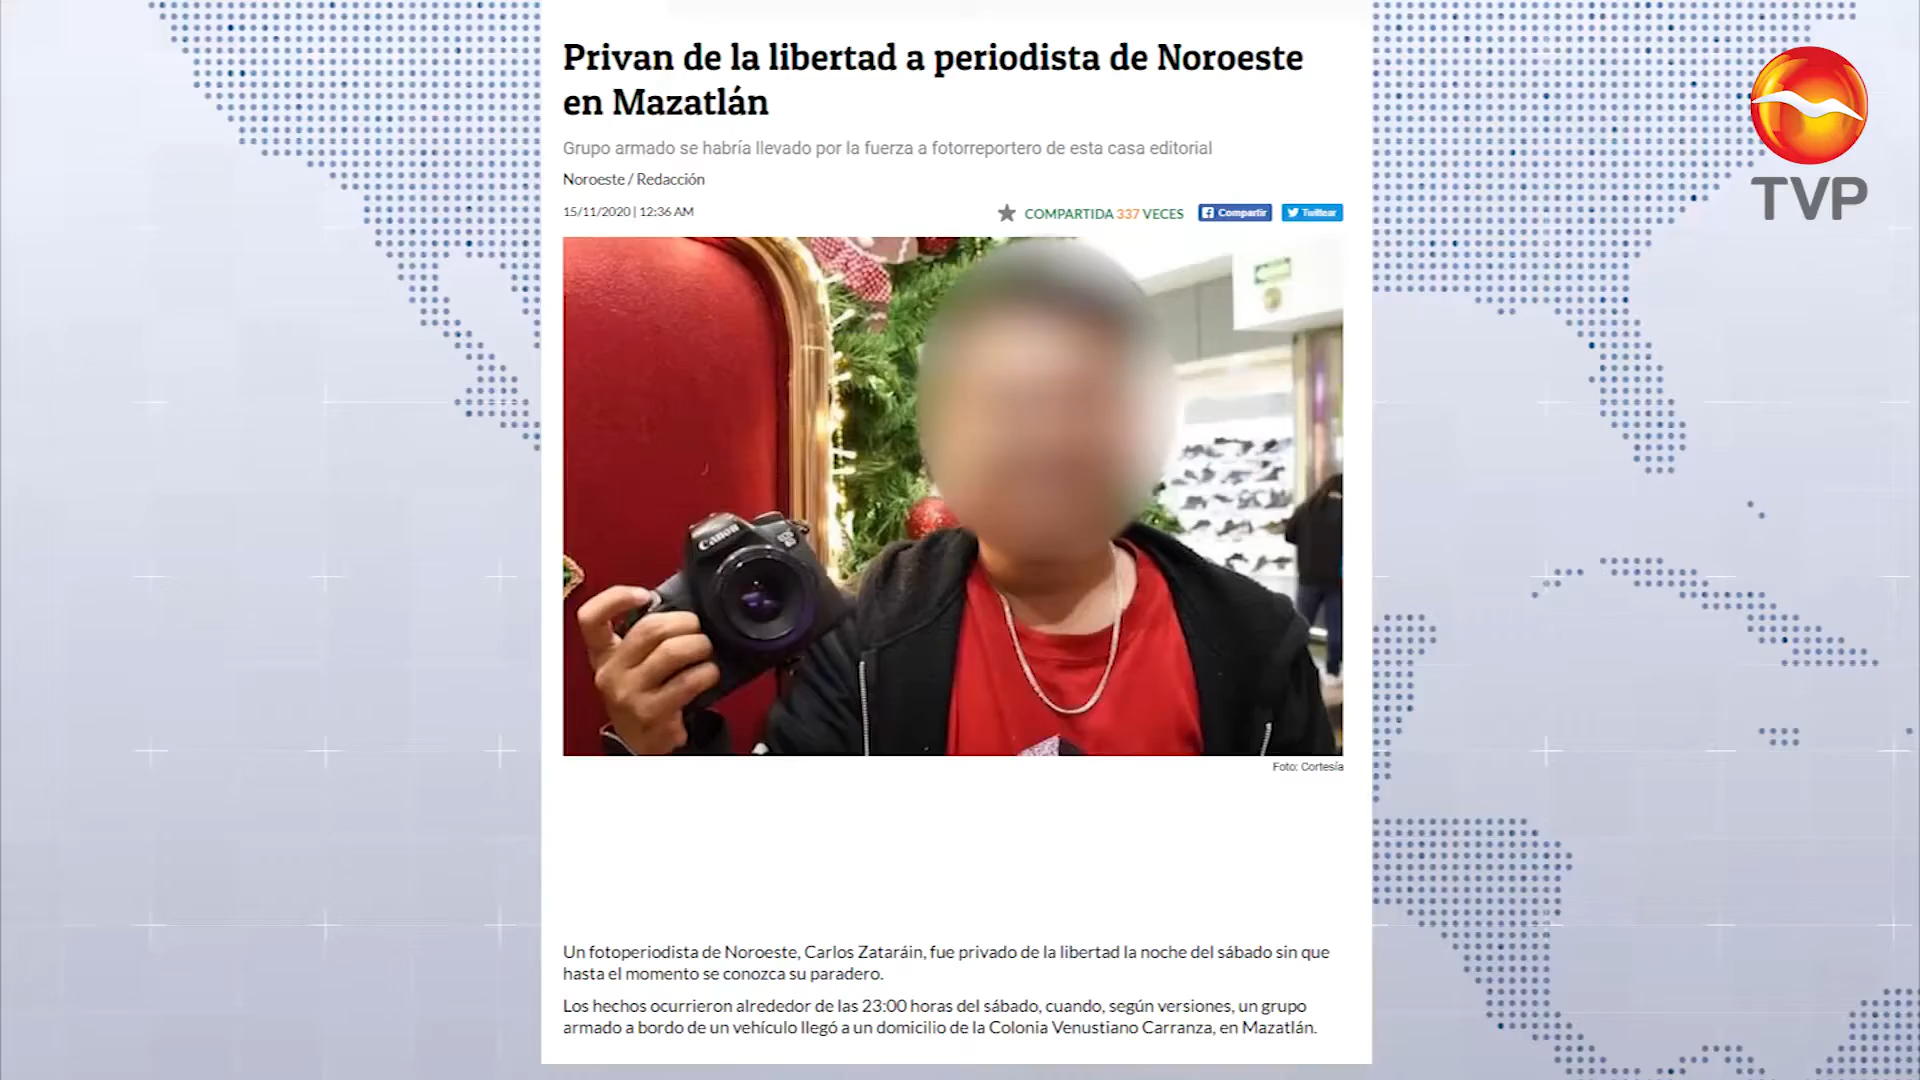 Privan de la libertad a periodista de Noroeste
en Mazatlán
Grupo armado se habría llevado por la fuerza a fotorreportero de esta casa editorial
Noroeste / Redacción
15/11/2020 | 12:36 AM
COMPARTIDA 337 VECES
Compartir
Twittear
TVP
Canon
Foto: Cortesía
Un fotoperiodista de Noroeste, Carlos Zataráin, fue privado de la libertad la noche del sábado sin que
hasta el momento se conozca su paradero.
Los hechos ocurrieron alrededor de las 23:00 horas del sábado, cuando, según versiones, un grupo
armado a bordo de un vehículo llegó a un domicilio de la Colonia Venustiano Carranza, en Mazatlán.